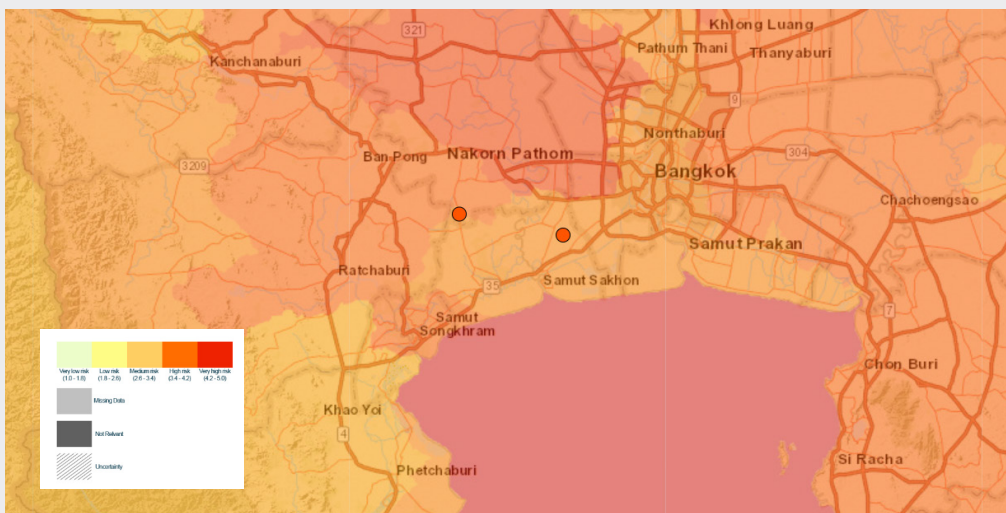 Khlong Luang
321
Pathum Thani
Thanyaburi
Kanchanaburi
9
Nonthaburi
304
Ban Pong
Nakorn Pathom
3209
Bangkok
Chachoengsao
Samut Prakan
Ratchaburi
Samut Sakhon
35
7
Samut
Songkhram
Chon Buri
Khao Yoi
4
Si Racha
Phetchaburi
Very low risk
(1.0 - 1.8)
Low risk
(1.8 - 2.6)
Medium risk
(2.6 - 3.4)
High risk
(3.4 - 4.2)
Very high risk
(4.2 - 5.0)
Missing Data
Not Relvant
Uncertainty